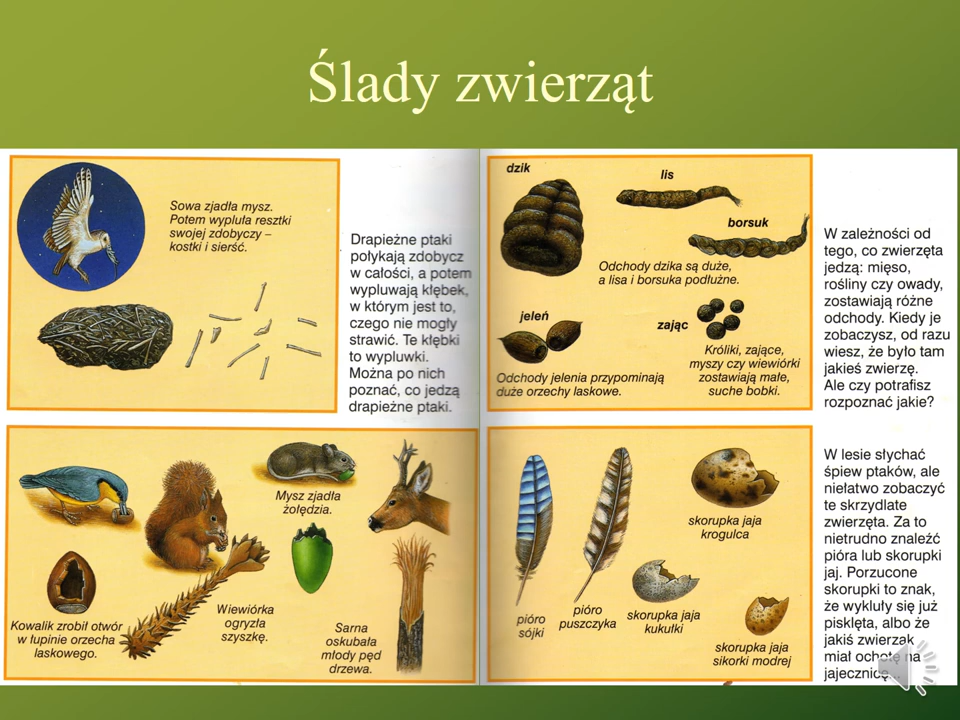 Ślady zwierząt
Sowa zjadła mysz.
Potem wypluła resztki
swojej zdobyczy –
kostki i sierść.
Drapieżne ptaki
połykają zdobycz
w całości, a potem
wypluwają kłębek,
w którym jest to,
czego nie mogły
strawić. Te kłębki
to wypluwki.
Można po nich
poznać, co jedzą
drapieżne ptaki.
dzik
lis
borsuk
Odchody dzika są duże,
a lisa i borsuka podłużne.
jeleń
zając
Odchody jelenia przypominają
duże orzechy laskowe.
Króliki, zające,
myszy czy wiewiórki
zostawiają małe,
suche bobki.
W zależności od
tego, co zwierzęta
jedzą: mięso,
rośliny czy owady,
zostawiają różne
odchody. Kiedy je
zobaczysz, od razu
wiesz, że było tam
jakieś zwierzę.
Ale czy potrafisz
rozpoznać jakie?
Mysz zjadła
żołędzia.
Kowalik zrobił otwór
w łupinie orzecha
laskowego.
Wiewiórka
ogryzła
szyszkę.
Sarna
oskubała
młody pęd
drzewa.
pióro
sójki
pióro
puszczyka
skorupka jaja
krogulca
skorupka jaja
kukułki
skorupka jaja
sikorki modrej
W lesie słychać
śpiew ptaków, ale
niełatwo zobaczyć
te skrzydlate
zwierzęta. Za to
nietrudno znaleźć
pióra lub skorupki
jaj. Porzucone
skorupki to znak,
że wykluły się już
pisklęta, albo że
jakiś zwierzak
miał ochotę na
jajecznicę...